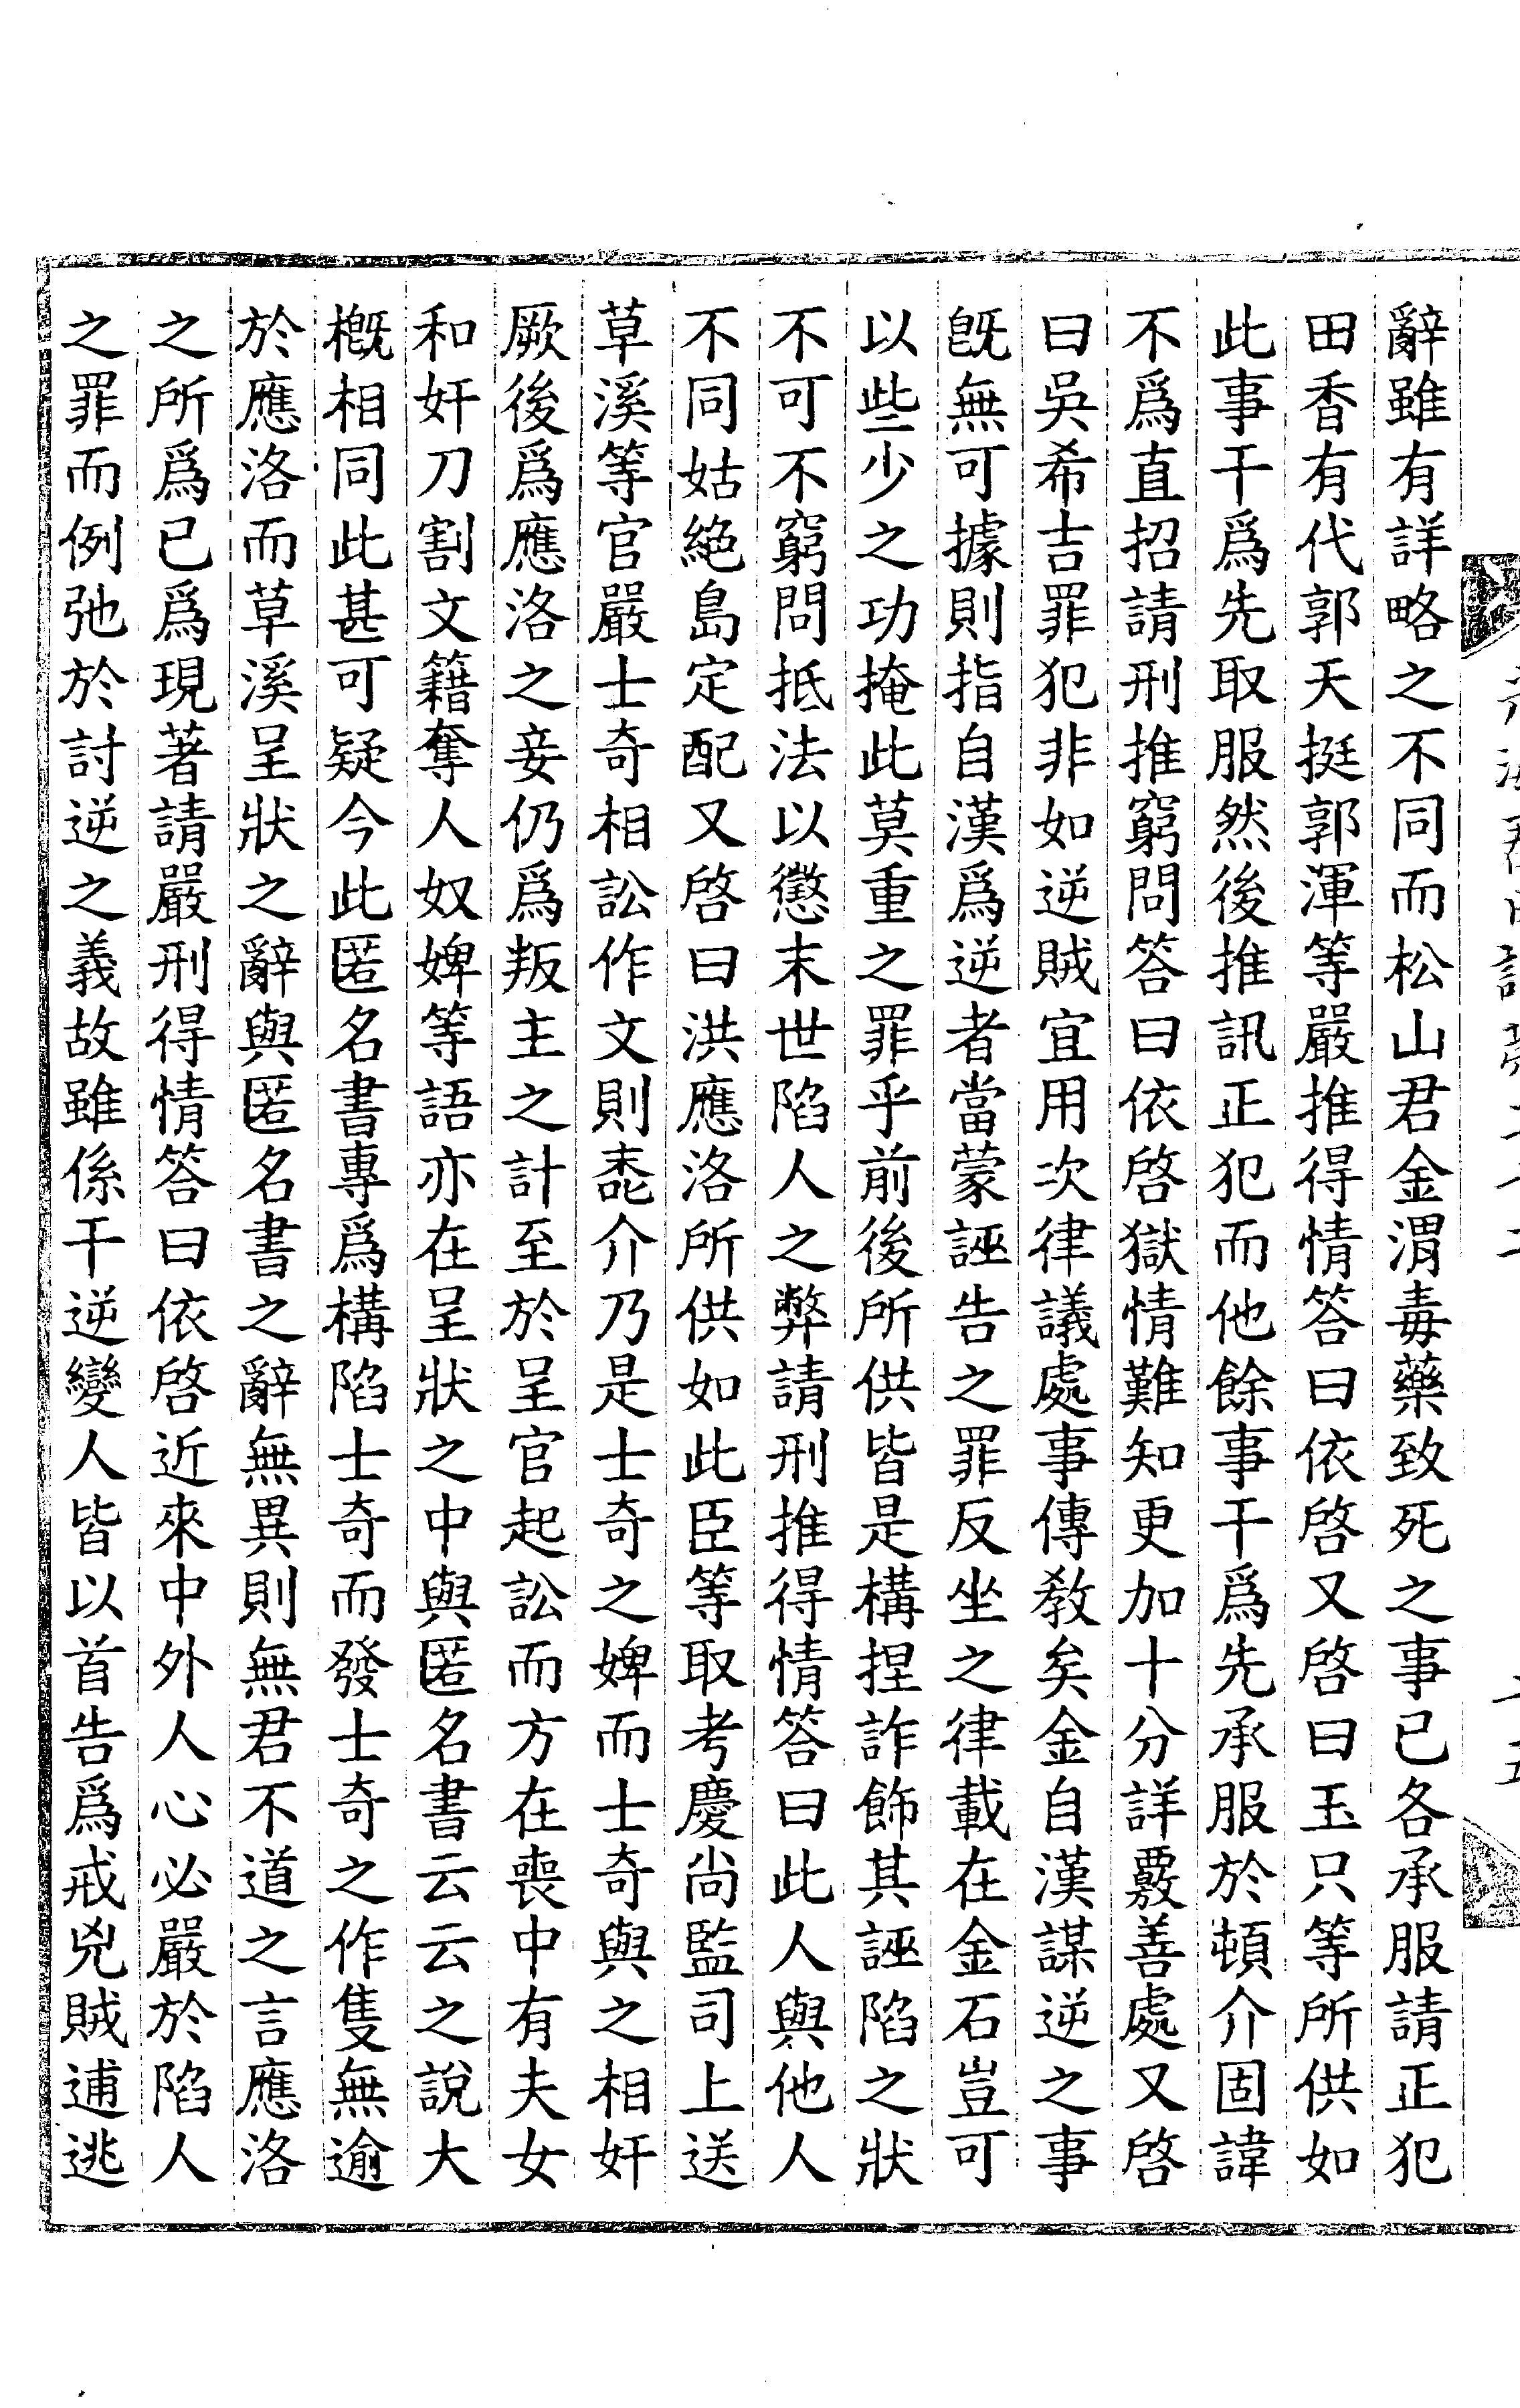 辭雖有詳略之不同而松山君金渭毒藥致死之事已各承服請正犯
田香有代郭天挺郭渾等嚴推得情答曰依啓又啓曰玉只等所供如
此事干爲先取服然後推訊正犯而他餘事干爲先承服於頓介固諱
不爲直招請刑推窮問答曰依啓獄情難知更加十分詳覈善處又啓
曰吳希吉罪犯非如逆賊宜用次律議處事傳敎矣金自漢謀逆之事
旣無可據則指自漢爲逆者當蒙誣告之罪反坐之律載在金石豈可
以些少之功掩此莫重之罪乎前後所供皆是構捏詐飾其誣陷之狀
不可不窮問抵法以懲末世陷人之弊請刑推得情答曰此人與他人
不同姑絕島定配又啓曰洪應洛所供如此臣等取考慶尙監司上送
草溪等官嚴士奇相訟作文則唜介乃是士奇之婢而士奇與之相奸
厥後爲應洛之妾仍爲叛主之計至於呈官起訟而方在喪中有夫女
和奸刀割文籍奪人奴婢等語亦在呈狀之中與匿名書云云之說大
槪相同此甚可疑今此匿名書專爲構陷士奇而發士奇之作隻無逾
於應洛而草溪呈狀之辭與匿名書之辭無異則無君不道之言應洛
之所爲已爲現著請嚴刑得情答曰依啓近來中外人心必嚴於陷人
之罪而例弛於討逆之義故雖係干逆變人皆以首告爲戒兇賊逋逃